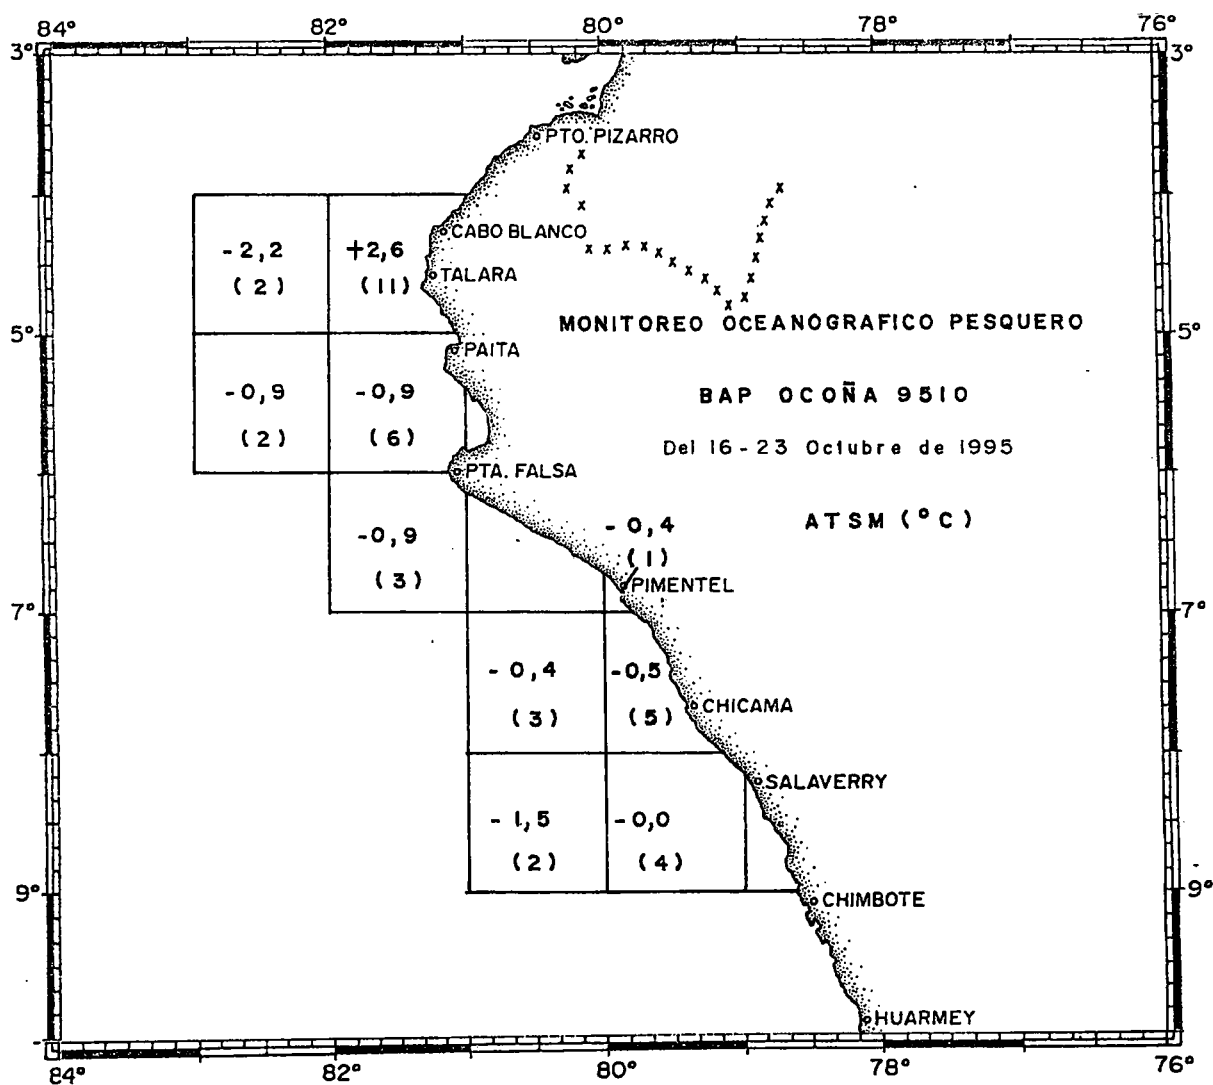 84° 82° 80° 78° 76°
3° 3°
PTO. PIZARRO
CABO BLANCO
-2,2 +2,6
(2) (11)
TALARA
MONITOREO OCEANOGRAFICO PESQUERO
5° 5°
PAITA
-0,9 -0,9
(2) (6)
BAP OCOÑA 9510
Del 16-23 Octubre de 1995
PTA. FALSA
ATSM (°C)
-0,9
(3)
-0,4
(1)
PIMENTEL
7° 7°
-0,4 -0,5
(3) (5)
CHICAMA
SALAVERRY
-1,5 -0,0
(2) (4)
9° 9°
CHIMBOTE
HUARMEY
84° 82° 80° 78° 76°